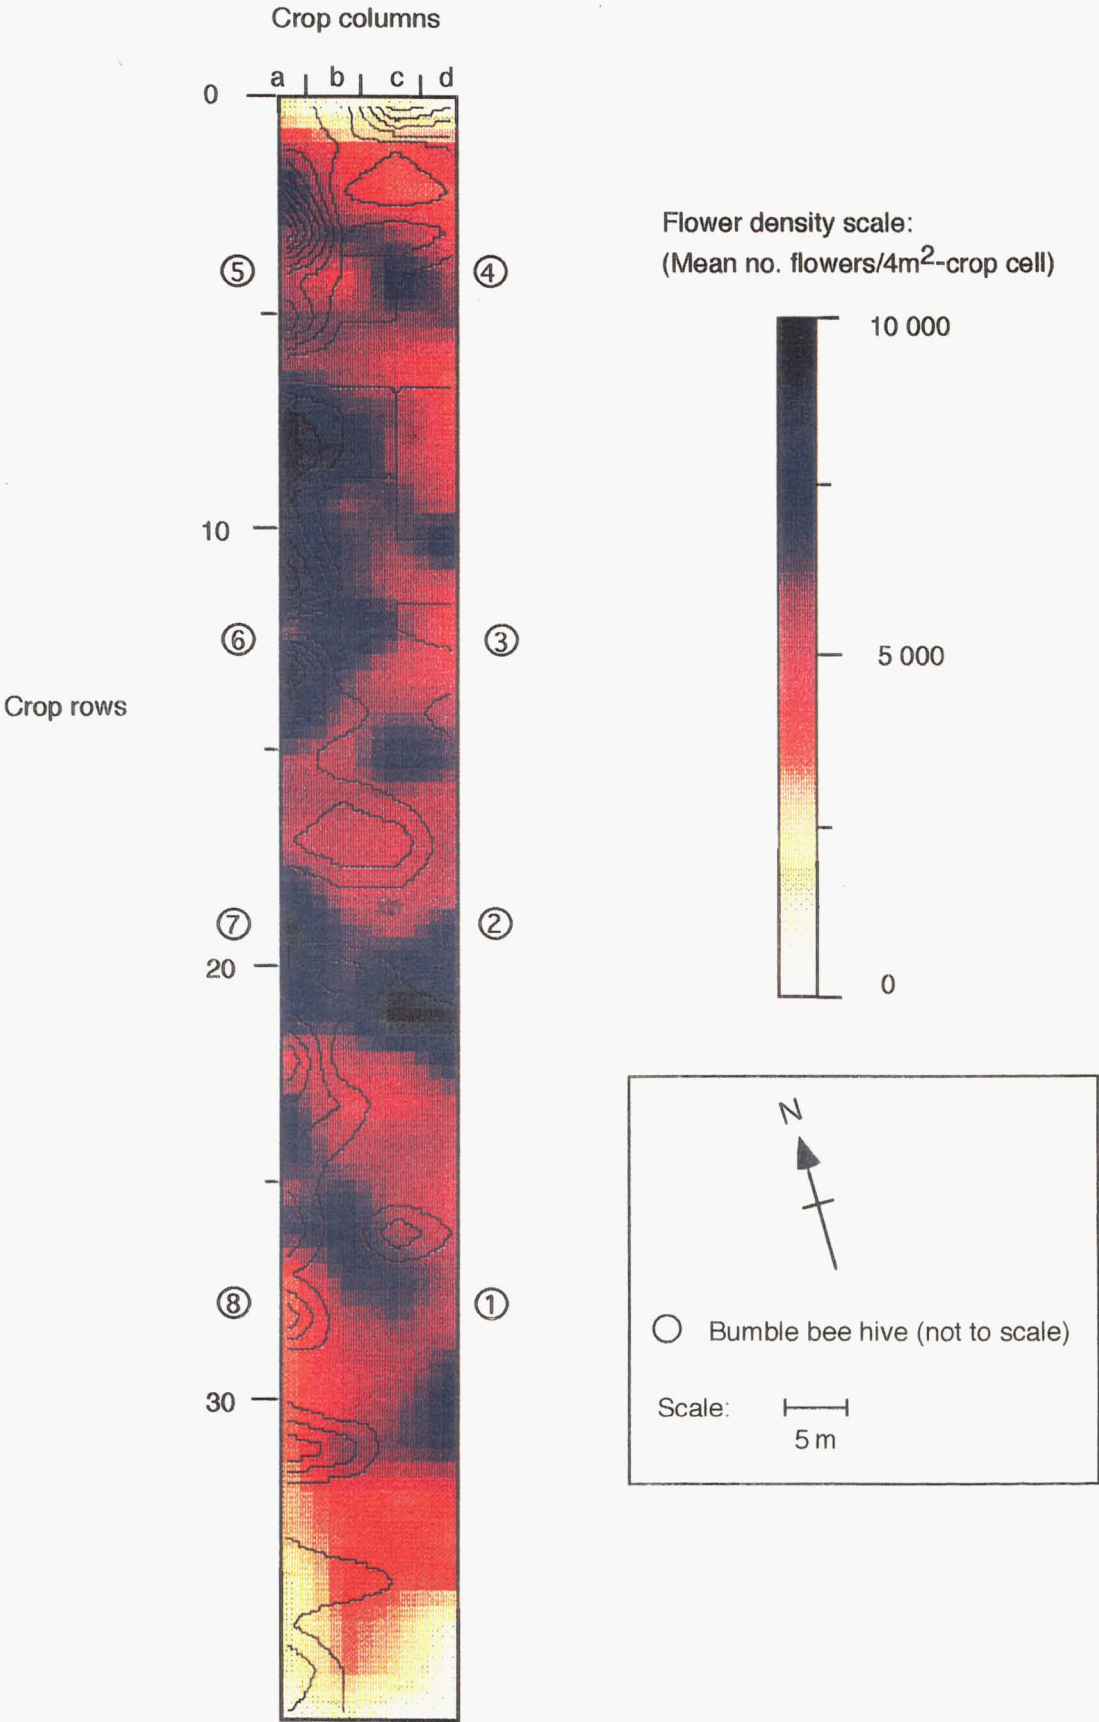 Crop columns
a b c d
0
Flower density scale:
(Mean no. flowers/4m²-crop cell)
5 4
10 000
10
6 3
5 000
Crop rows
7 2
20
0
N
8 1
Bumble bee hive (not to scale)
30
Scale:
5 m